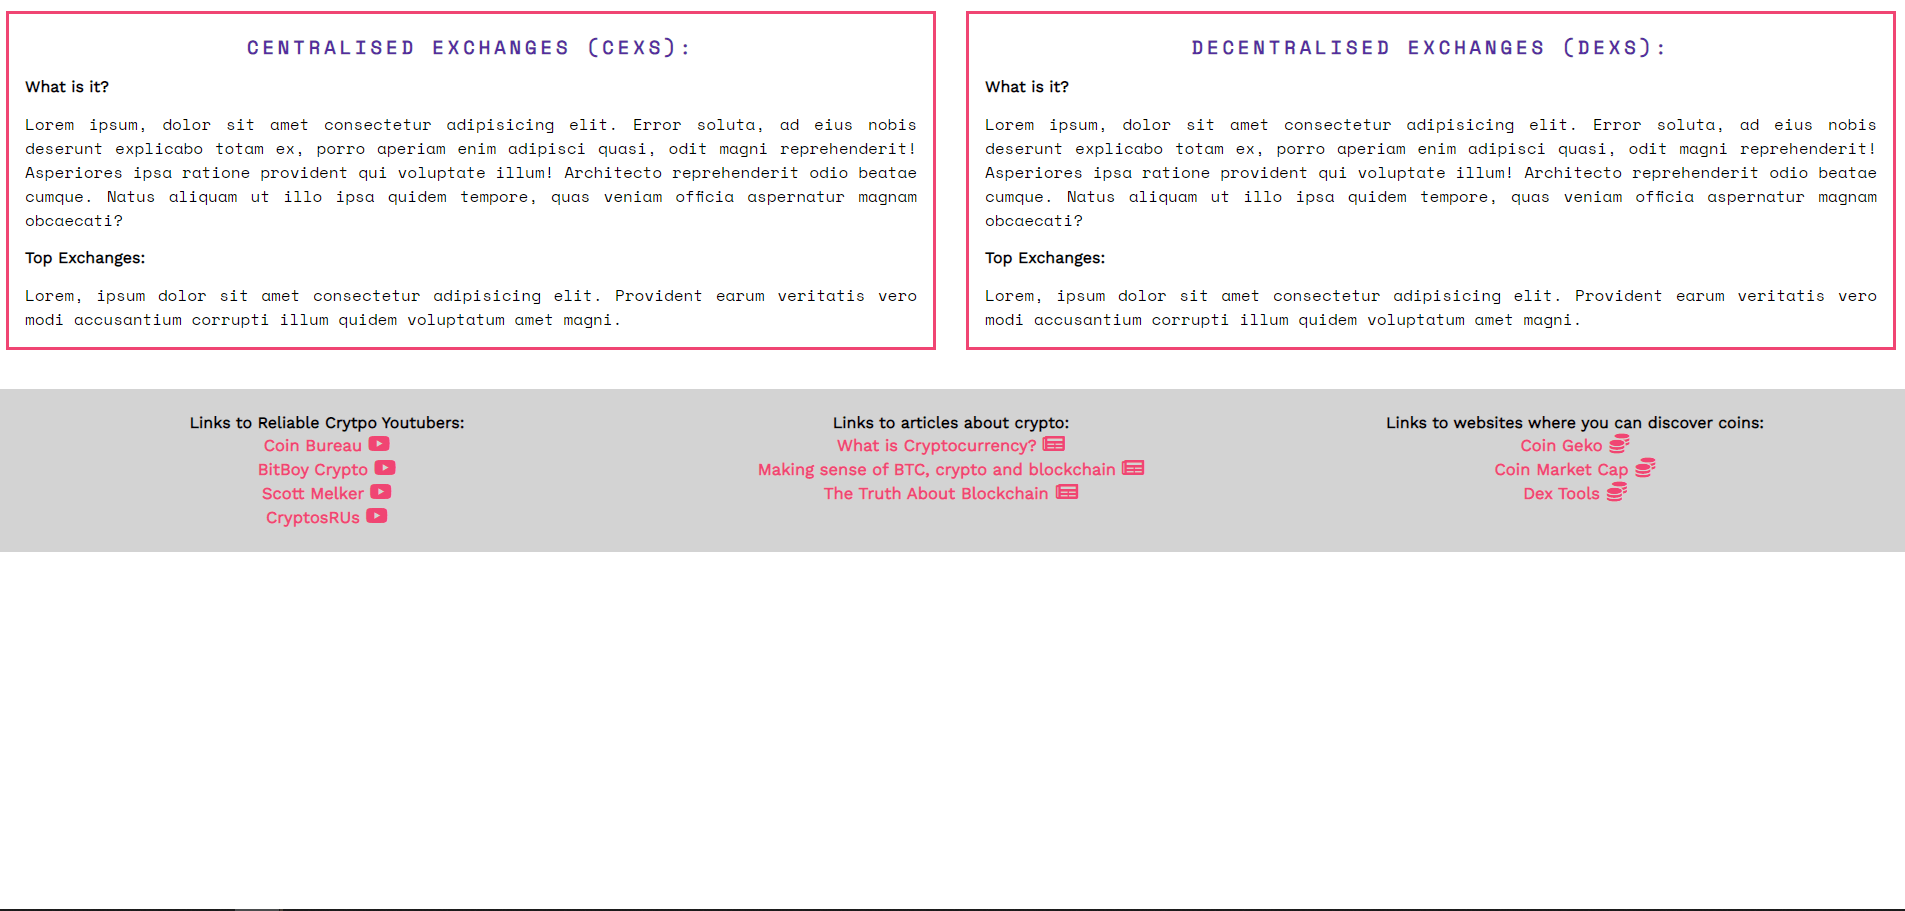 CENTRALISED EXCHANGES (CEXS):
What is it?
Lorem ipsum, dolor sit amet consectetur adipisicing elit. Error soluta, ad eius nobis
deserunt explicabo totam ex, porro aperiam enim adipisci quasi, odit magni reprehenderit!
Asperiores ipsa ratione provident qui voluptate illum! Architecto reprehenderit odio beatae
cumque. Natus aliquam ut illo ipsa quidem tempore, quas veniam officia aspernatur magnam
obcaecati?
Top Exchanges:
Lorem, ipsum dolor sit amet consectetur adipisicing elit. Provident earum veritatis vero
modi accusantium corrupti illum quidem voluptatum amet magni.
DECENTRALISED EXCHANGES (DEXS):
What is it?
Lorem ipsum, dolor sit amet consectetur adipisicing elit. Error soluta, ad eius nobis
deserunt explicabo totam ex, porro aperiam enim adipisci quasi, odit magni reprehenderit!
Asperiores ipsa ratione provident qui voluptate illum! Architecto reprehenderit odio beatae
cumque. Natus aliquam ut illo ipsa quidem tempore, quas veniam officia aspernatur magnam
obcaecati?
Top Exchanges:
Lorem, ipsum dolor sit amet consectetur adipisicing elit. Provident earum veritatis vero
modi accusantium corrupti illum quidem voluptatum amet magni.
Links to Reliable Crytpo Youtubers:
Coin Bureau
BitBoy Crypto
Scott Melker
CryptosRUs
Links to articles about crypto:
What is Cryptocurrency?
Making sense of BTC, crypto and blockchain
The Truth About Blockchain
Links to websites where you can discover coins:
Coin Geko
Coin Market Cap
Dex Tools